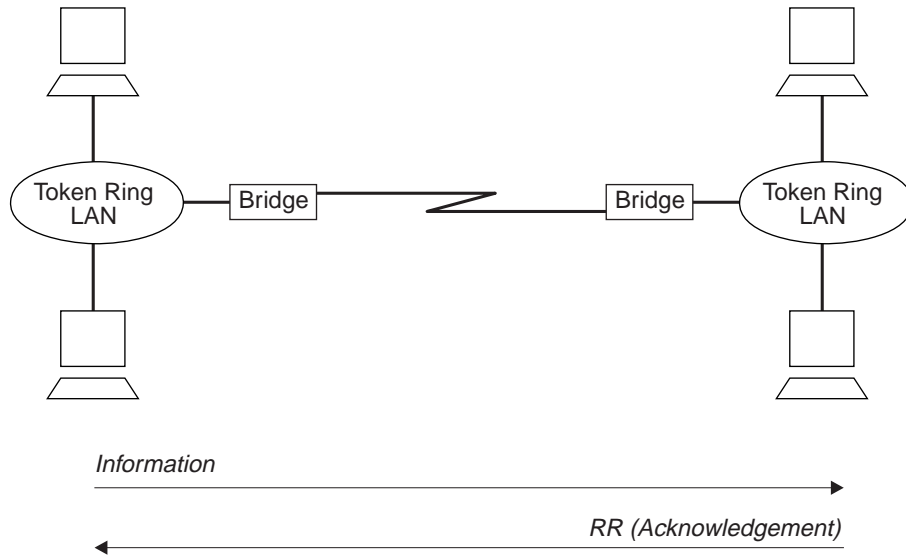 Token Ring
LAN
Bridge
Bridge
Token Ring
LAN
Information
RR (Acknowledgement)